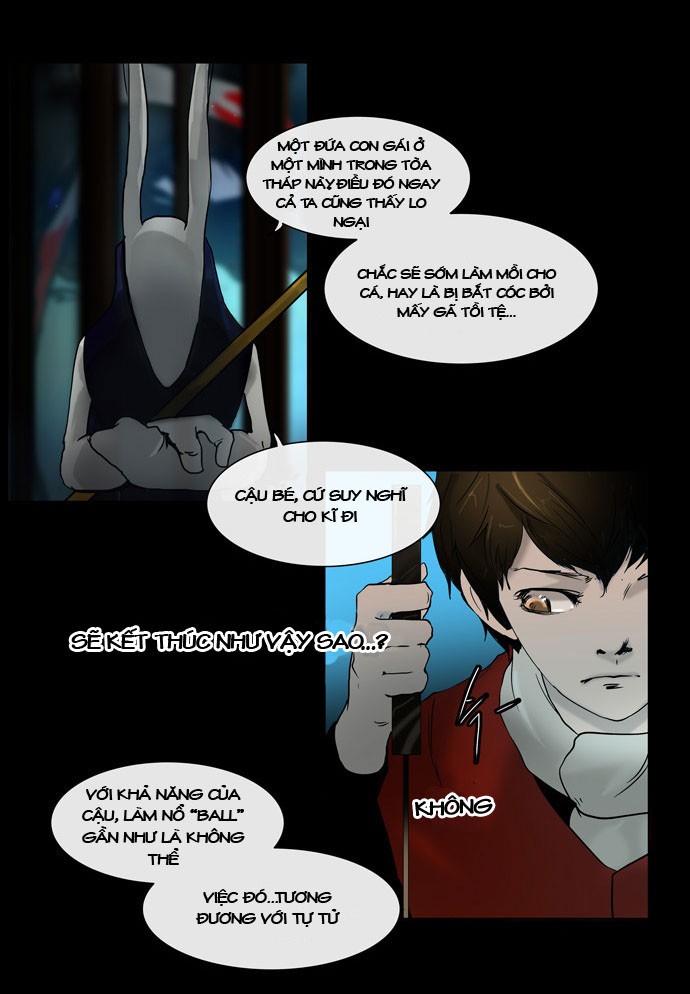 MỘT ĐỨA CON GÁI Ở
MỘT MÌNH TRONG TÒA
THÁP NÀY,ĐIỀU ĐÓ NGAY
CẢ TA CŨNG THẤY LO
NGẠI
CHẮC SẼ SỚM LÀM MỒI CHO
CÁ, HAY LÀ BỊ BẮT CÓC BỞI
MẤY GÃ TỒI TỆ...
CẬU BÉ, CỨ SUY NGHĨ
CHO KĨ ĐI
SẼ KẾT THÚC NHƯ VẬY SAO...?
KHÔNG
VỚI KHẢ NĂNG CỦA
CẬU, LÀM NỔ "BALL"
GẦN NHƯ LÀ KHÔNG
THỂ
VIỆC ĐÓ...TƯƠNG
ĐƯƠNG VỚI TỰ TỬ